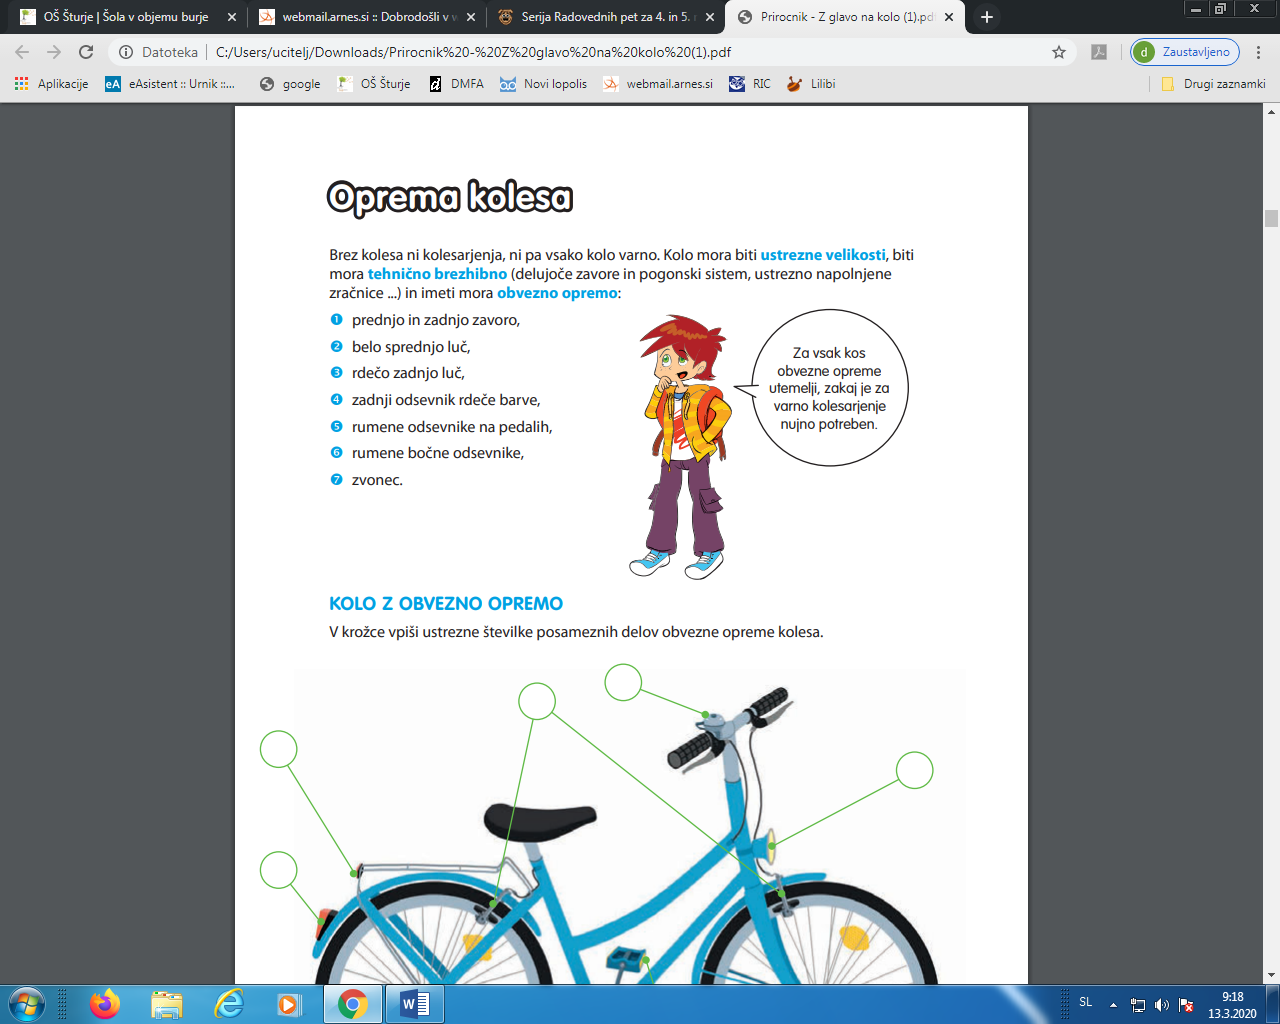 OŠ Šturje | Šola v objemu burje
webmail.arnes.si :: Dobrodošli v w
Serija Radovednih pet za 4. in 5. r
Prirocnik - Z glavo na kolo (1).pd
Datoteka
C:/Users/ucitelj/Downloads/Prirocnik%20-%20Z%20glavo%20na%20kolo%20(1).pdf
d Zaustavljeno
Aplikacije
eA eAsistent :: Urnik ::...
google
OŠ Šturje
d DMFA
Novi lopolis
webmail.arnes.si
RIC
Lilibi
Drugi zaznamki
Oprema kolesa
Brez kolesa ni kolesarjenja, ni pa vsako kolo varno. Kolo mora biti ustrezne velikosti, biti
mora tehnično brezhibno (delujoče zavore in pogonski sistem, ustrezno napolnjene
zračnice ...) in imeti mora obvezno opremo:
1 prednjo in zadnjo zavoro,
2 belo sprednjo luč,
3 rdečo zadnjo luč,
4 zadnji odsevnik rdeče barve,
5 rumene odsevnike na pedalih,
6 rumene bočne odsevnike,
7 zvonec.
Za vsak kos
obvezne opreme
utemelji, zakaj je za
varno kolesarjenje
nujno potreben.
KOLO Z OBVEZNO OPREMO
V krožce vpiši ustrezne številke posameznih delov obvezne opreme kolesa.
SL
9:18
13.3.2020